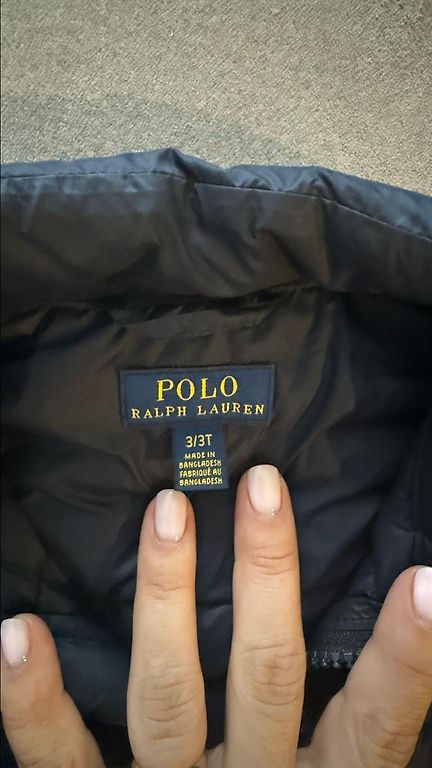 POLO
RALPH LAUREN
3/3T
MADE IN
BANGLADESH
FABRIQUÉ AU
BANGLADESH